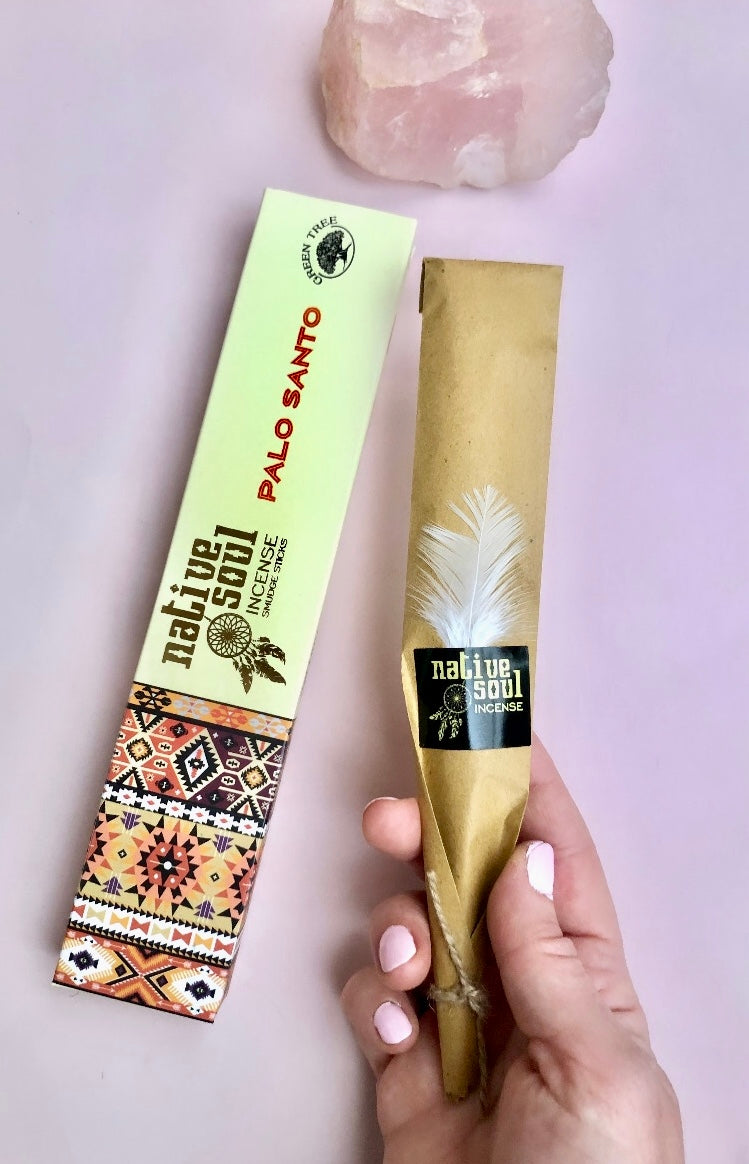 GREEN TREE
PALO SANTO
native
soul
INCENSE
SMUDGE STICKS
native
soul
INCENSE